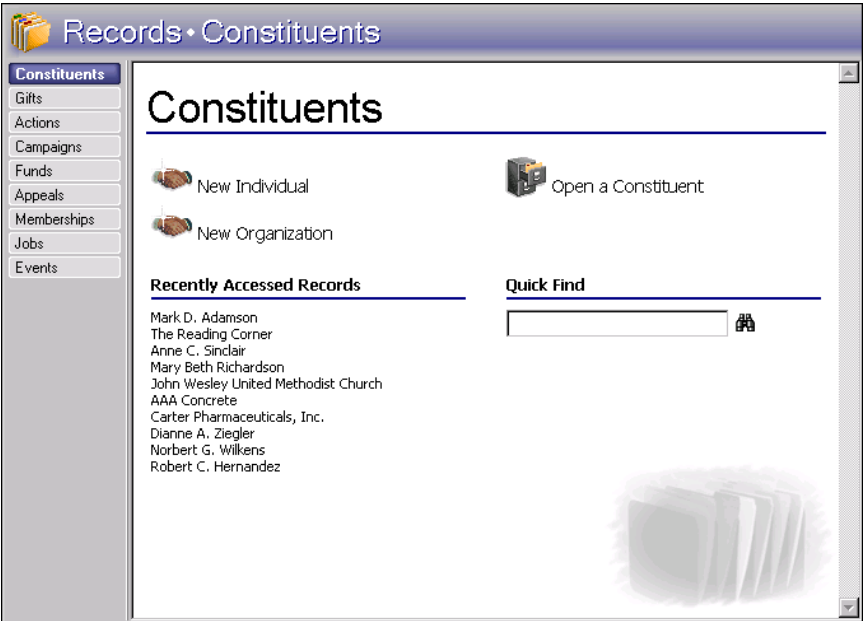 Records • Constituents
Constituents
Gifts
Actions
Campaigns
Funds
Appeals
Memberships
Jobs
Events
Constituents
New Individual
Open a Constituent
New Organization
Recently Accessed Records
Mark D. Adamson
The Reading Corner
Anne C. Sinclair
Mary Beth Richardson
John Wesley United Methodist Church
AAA Concrete
Carter Pharmaceuticals, Inc.
Dianne A. Ziegler
Norbert G. Wilkens
Robert C. Hernandez
Quick Find